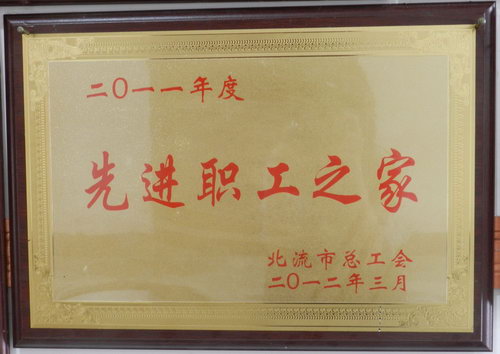 二〇一一年度
先进职工之家
北流市总工会
二〇一二年三月